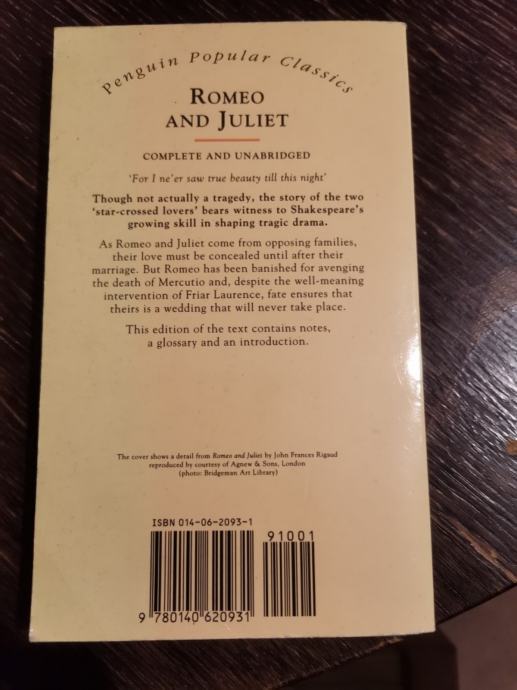 Penguin Popular Classics
ROMEO
AND JULIET
COMPLETE AND UNABRIDGED
'For I ne'er saw true beauty till this night'
Though not actually a tragedy, the story of the two
'star-crossed lovers' bears witness to Shakespeare's
growing skill in shaping tragic drama.
As Romeo and Juliet come from opposing families,
their love must be concealed until after their
marriage. But Romeo has been banished for avenging
the death of Mercutio and, despite the well-meaning
intervention of Friar Laurence, fate ensures that
theirs is a wedding that will never take place.
This edition of the text contains notes,
a glossary and an introduction.
The cover shows a detail from Romeo and Juliet by John Frances Rigaud
reproduced by courtesy of Agnew & Sons, London
(photo: Bridgeman Art Library)
ISBN 014-06-2093-1
91001
9 780140 620931